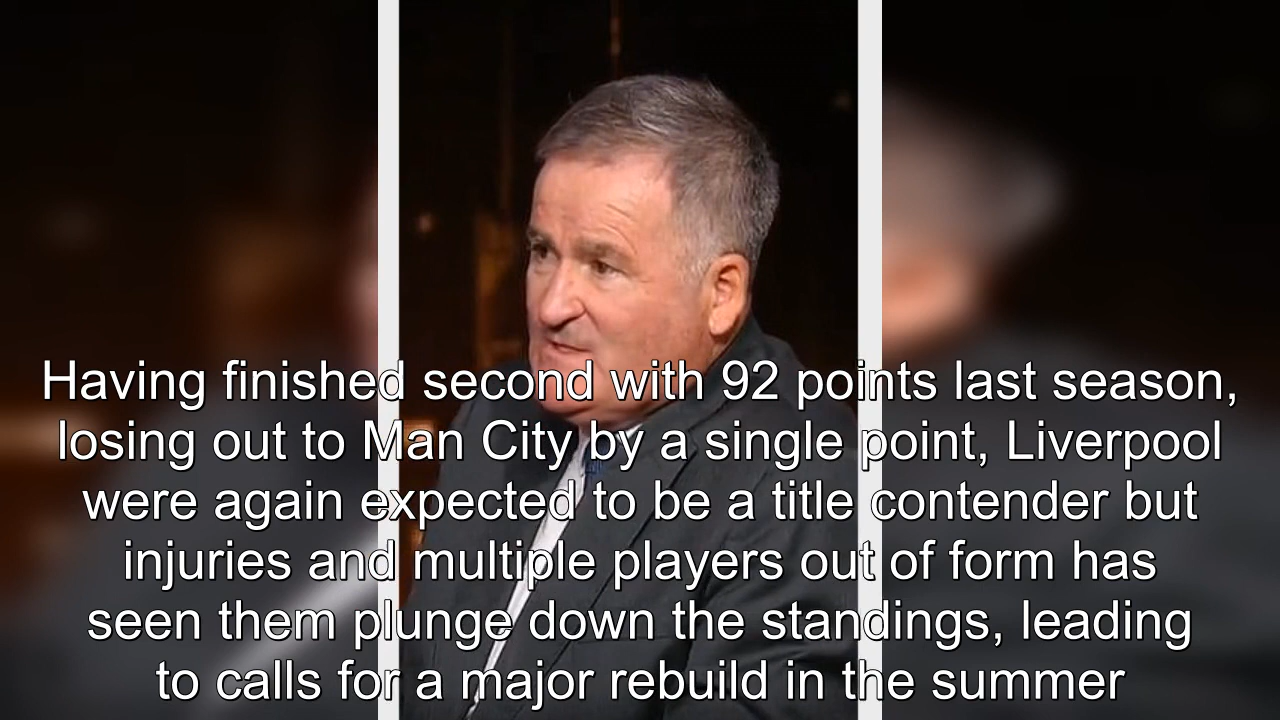 Having finished second with 92 points last season,
losing out to Man City by a single point, Liverpool
were again expected to be a title contender but
injuries and multiple players out of form has
seen them plunge down the standings, leading
to calls for a major rebuild in the summer